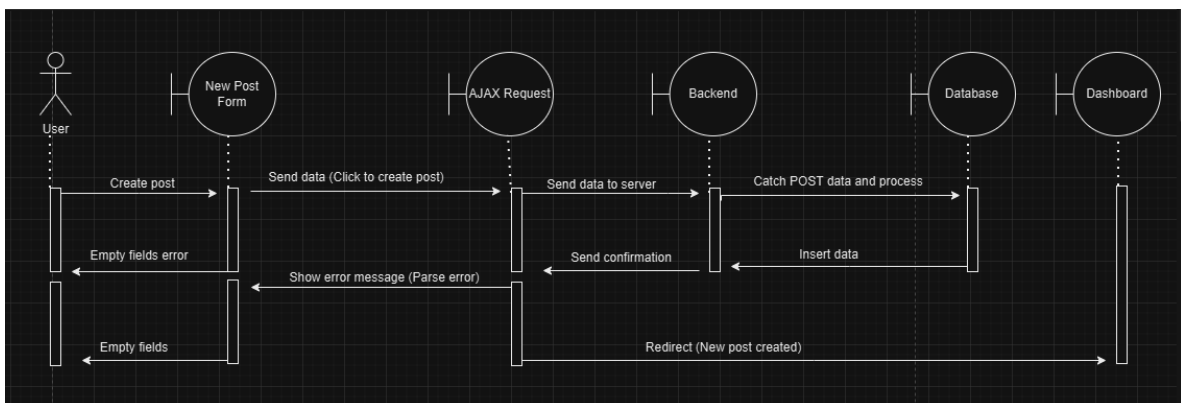 New Post
Form
AJAX Request
Backend
Database
Dashboard
User
Create post
Send data (Click to create post)
Send data to server
Catch POST data and process
Empty fields error
Send confirmation
Insert data
Show error message (Parse error)
Empty fields
Redirect (New post created)